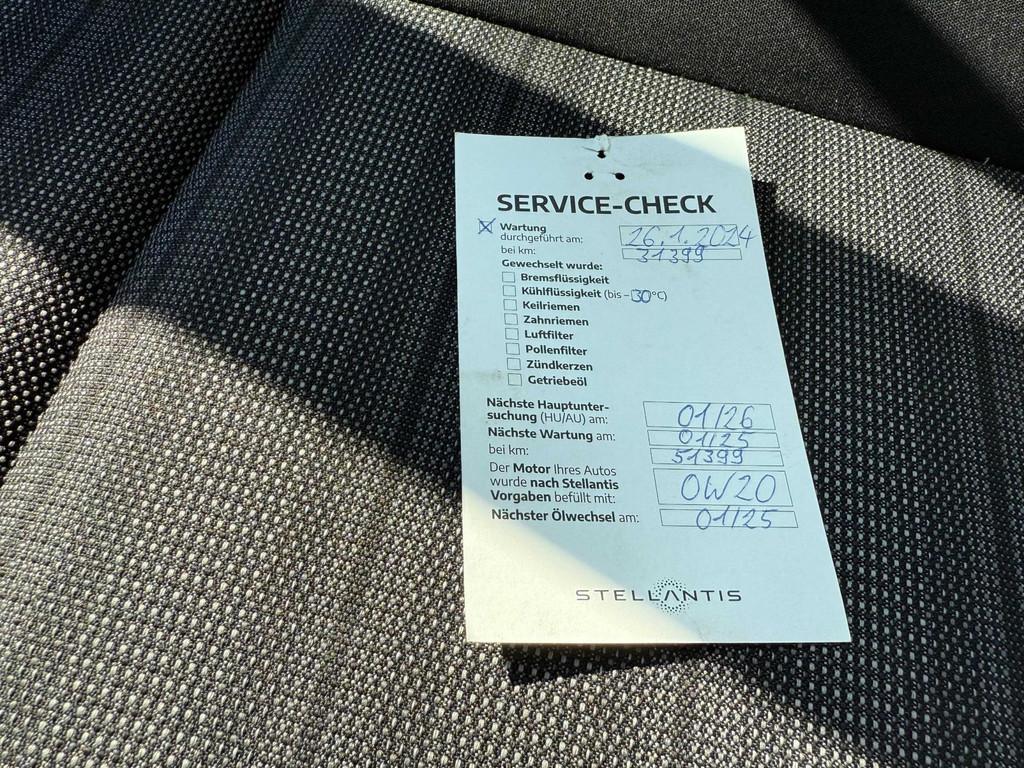 SERVICE-CHECK
Wartung
durchgeführt am: 26.1.2024
bei km: 31399
Gewechselt wurde:
Bremsflüssigkeit
Kühlflüssigkeit (bis -30°C)
Keilriemen
Zahnriemen
Luftfilter
Pollenfilter
Zündkerzen
Getriebeöl
Nächste Hauptunter-
suchung (HU/AU) am: 01/26
Nächste Wartung am: 01/25
bei km: 51399
Der Motor Ihres Autos
wurde nach Stellantis
Vorgaben befüllt mit: 0W20
Nächster Ölwechsel am: 01/25
STELLANTIS